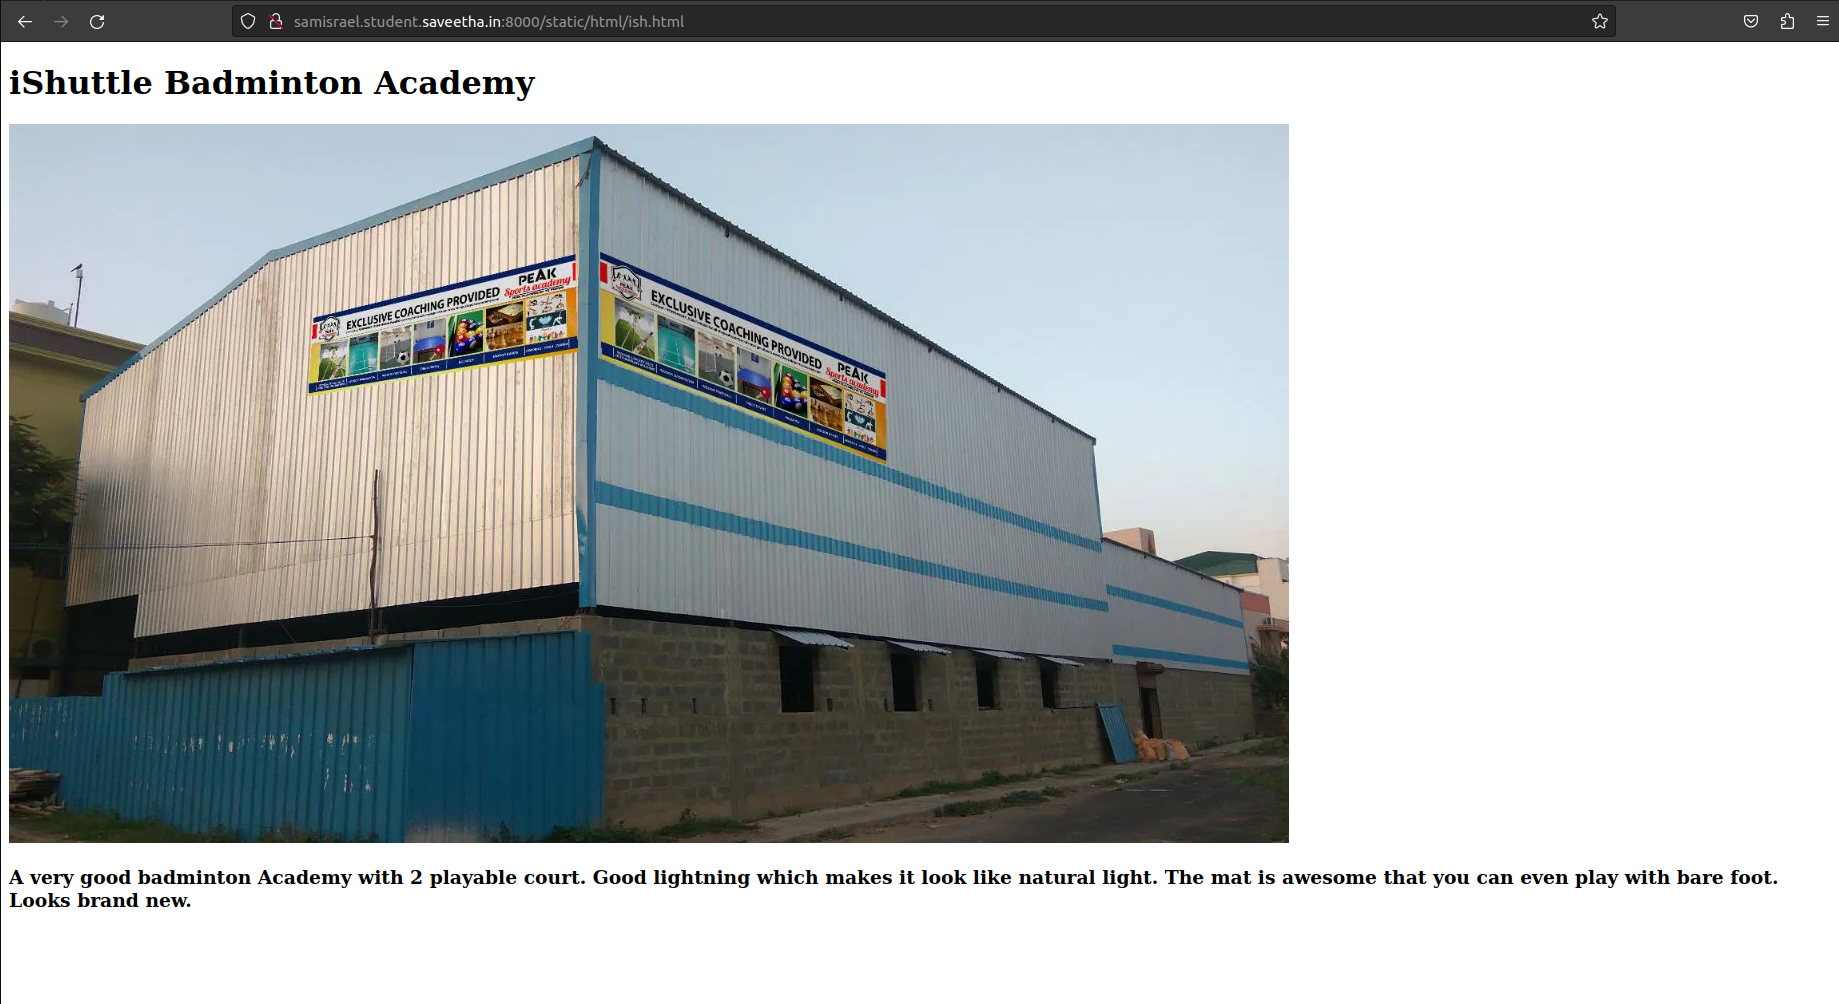 samisrael.student.saveetha.in:8000/static/html/ish.html
iShuttle Badminton Academy
EXCLUSIVE COACHING PROVIDED
PEAK
Sports academy
EXCLUSIVE COACHING PROVIDED
PEAK
Sports academy
A very good badminton Academy with 2 playable court. Good lightning which makes it look like natural light. The mat is awesome that you can even play with bare foot.
Looks brand new.